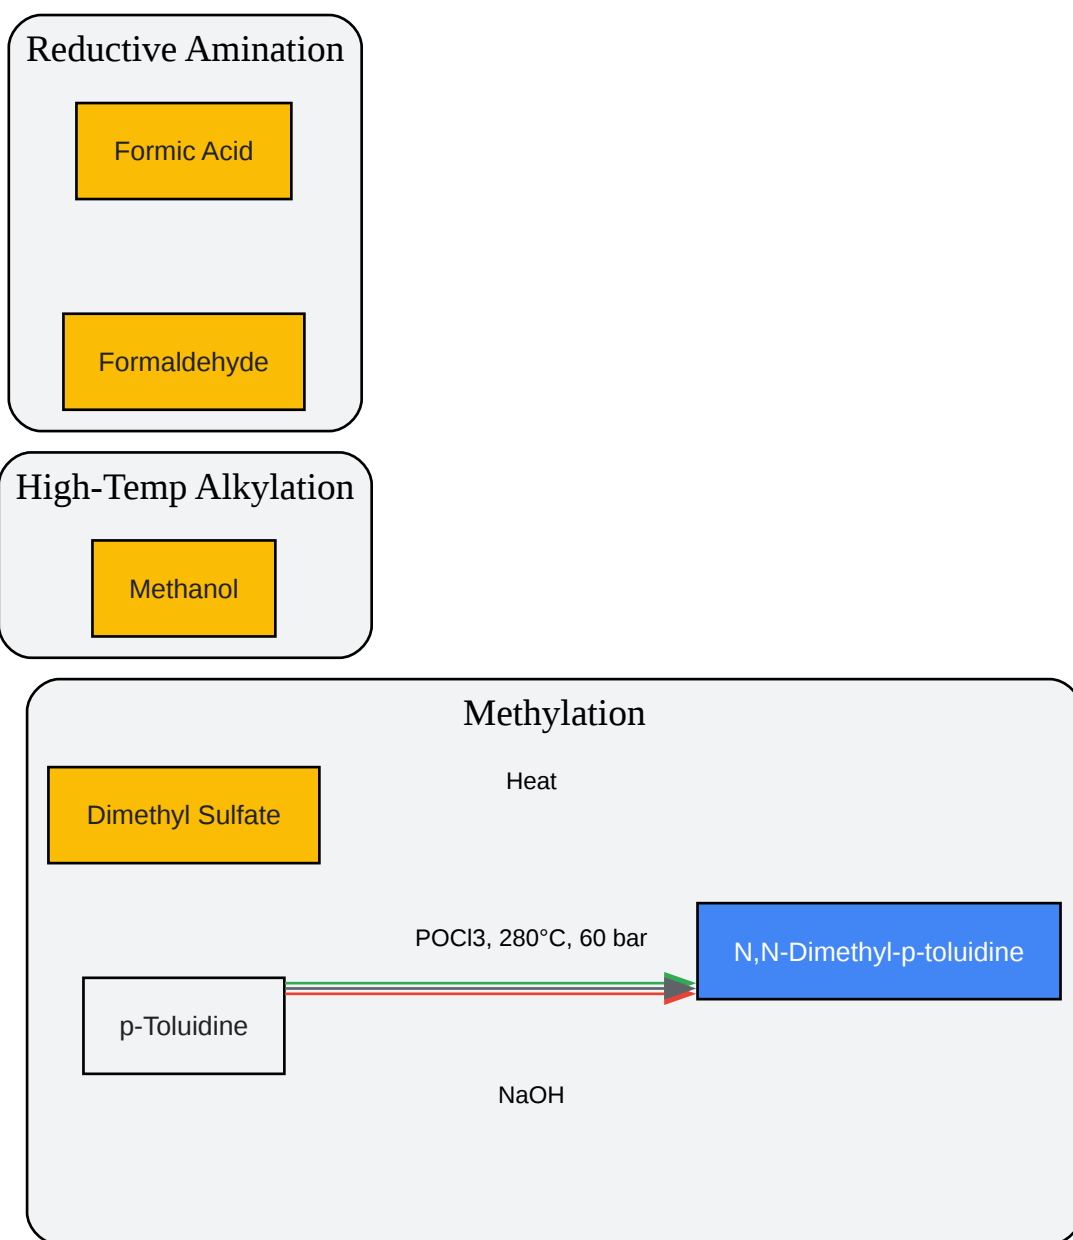 Reductive Amination
Formic Acid
Formaldehyde
High-Temp Alkylation
Methanol
Methylation
Heat
Dimethyl Sulfate
POCl3, 280°C, 60 bar
N,N-Dimethyl-p-toluidine
p-Toluidine
NaOH